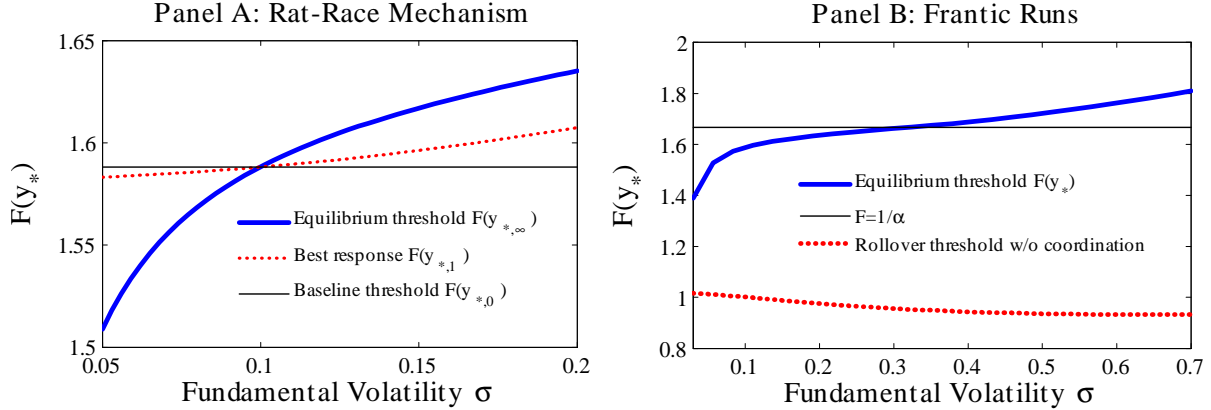 Panel A: Rat-Race Mechanism
1.65
1.6
1.55
1.5
F(y*)
Equilibrium threshold F(y*,∞)
Best response F(y*,1)
Baseline threshold F(y*,0)
0.05 0.1 0.15 0.2
Fundamental Volatility σ
Panel B: Frantic Runs
2
1.8
1.6
1.4
1.2
1
0.8
F(y*)
Equilibrium threshold F(y*)
F=1/α
Rollover threshold w/o coordination
0.1 0.2 0.3 0.4 0.5 0.6 0.7
Fundamental Volatility σ